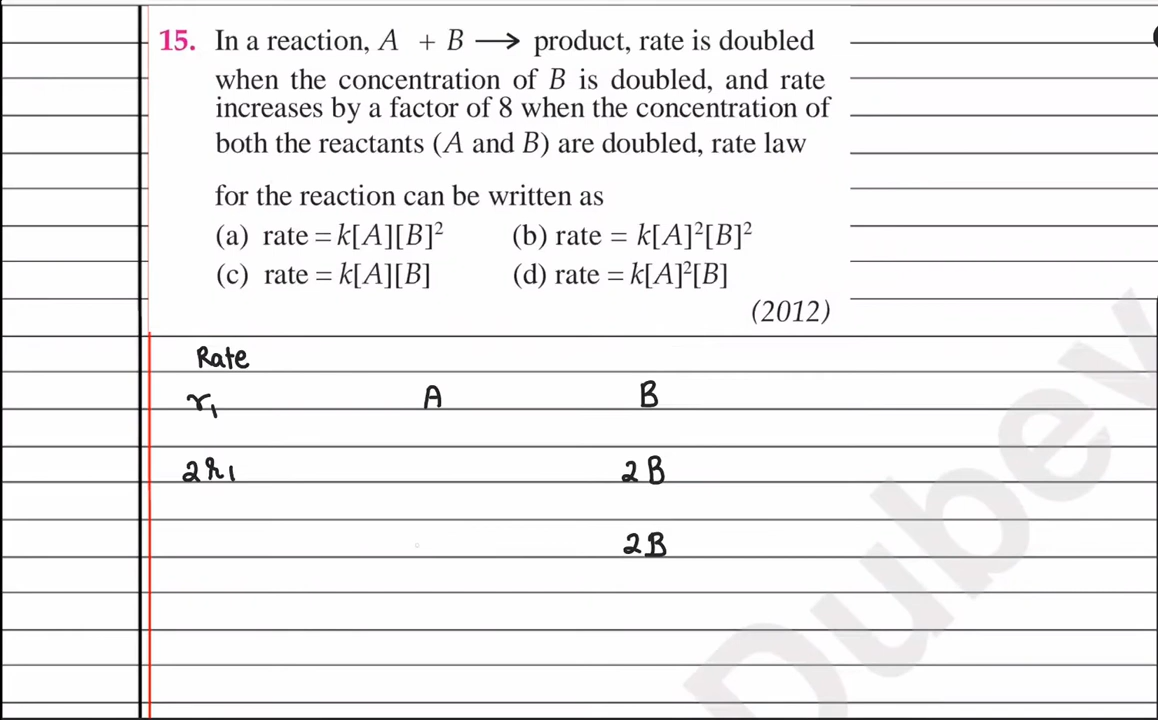 15. In a reaction, A + B ⟶ product, rate is doubled
when the concentration of B is doubled, and rate
increases by a factor of 8 when the concentration of
both the reactants (A and B) are doubled, rate law
for the reaction can be written as
(a) rate = k[A][B]² (b) rate = k[A]²[B]²
(c) rate = k[A][B] (d) rate = k[A]²[B]
(2012)
Rate
r₁ A B
2r₁ 2B
2B
Dubey